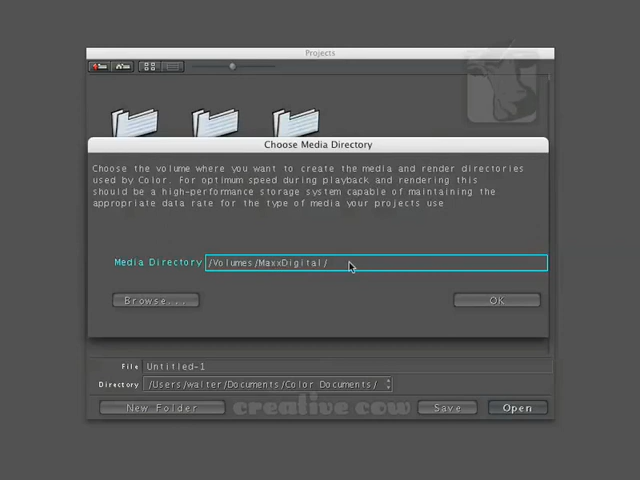 Projects
Choose Media Directory
Choose the volume where you want to create the media and render directories
used by Color. For optimum speed during playback and rendering this
should be a high-performance storage system capable of maintaining the
appropriate data rate for the type of media your projects use
Media Directory /Volumes/MaxxDigital/
Browse... OK
File Untitled-1
Directory /Users/walter/Documents/Color Documents/
New Folder creative cow Save Open